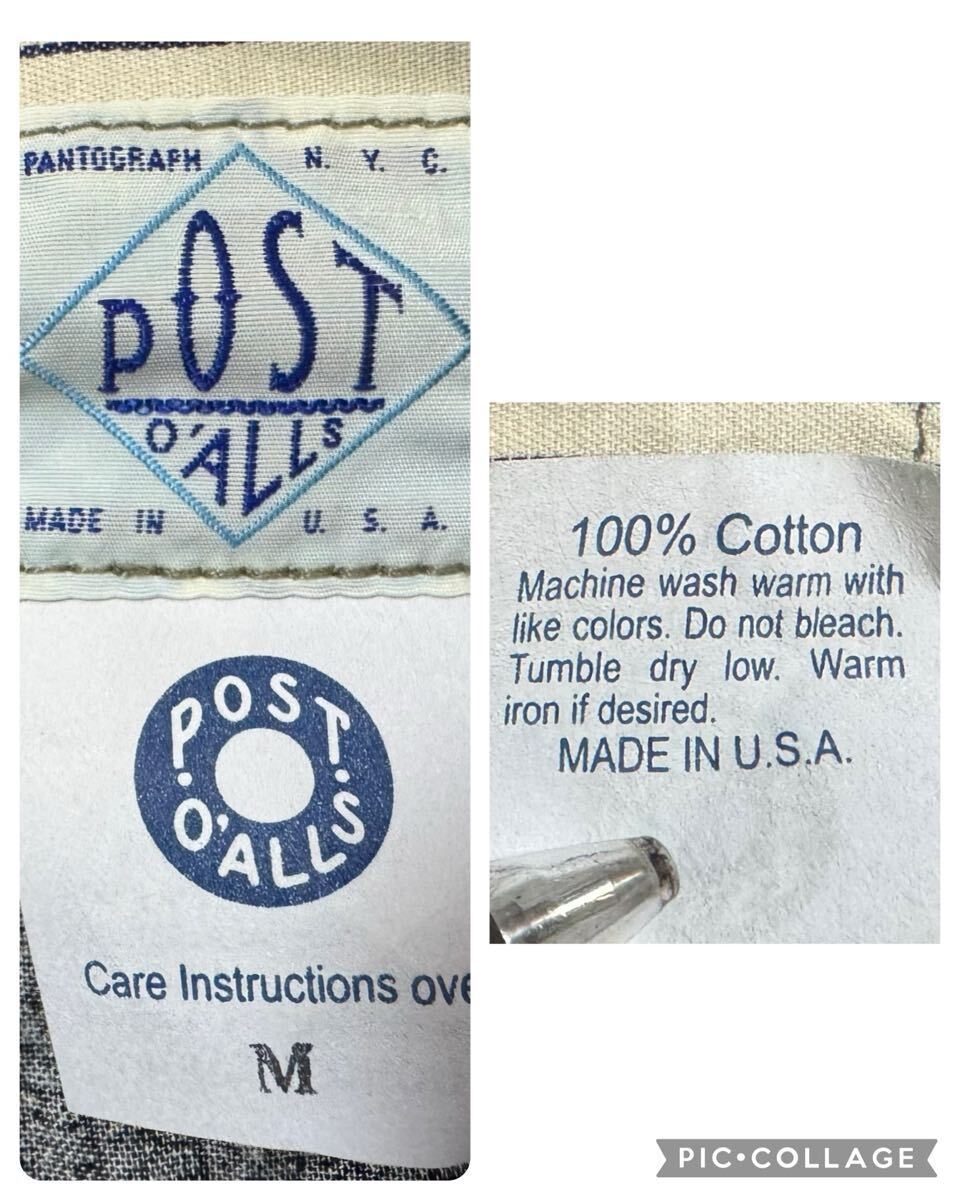 PANTOGRAPH N. Y. C.
POST
O'ALLS
MADE IN U. S. A.
POST.
O'ALLS.
Care Instructions ove
M
100% Cotton
Machine wash warm with
like colors. Do not bleach.
Tumble dry low. Warm
iron if desired.
MADE IN U.S.A.
PIC•COLLAGE